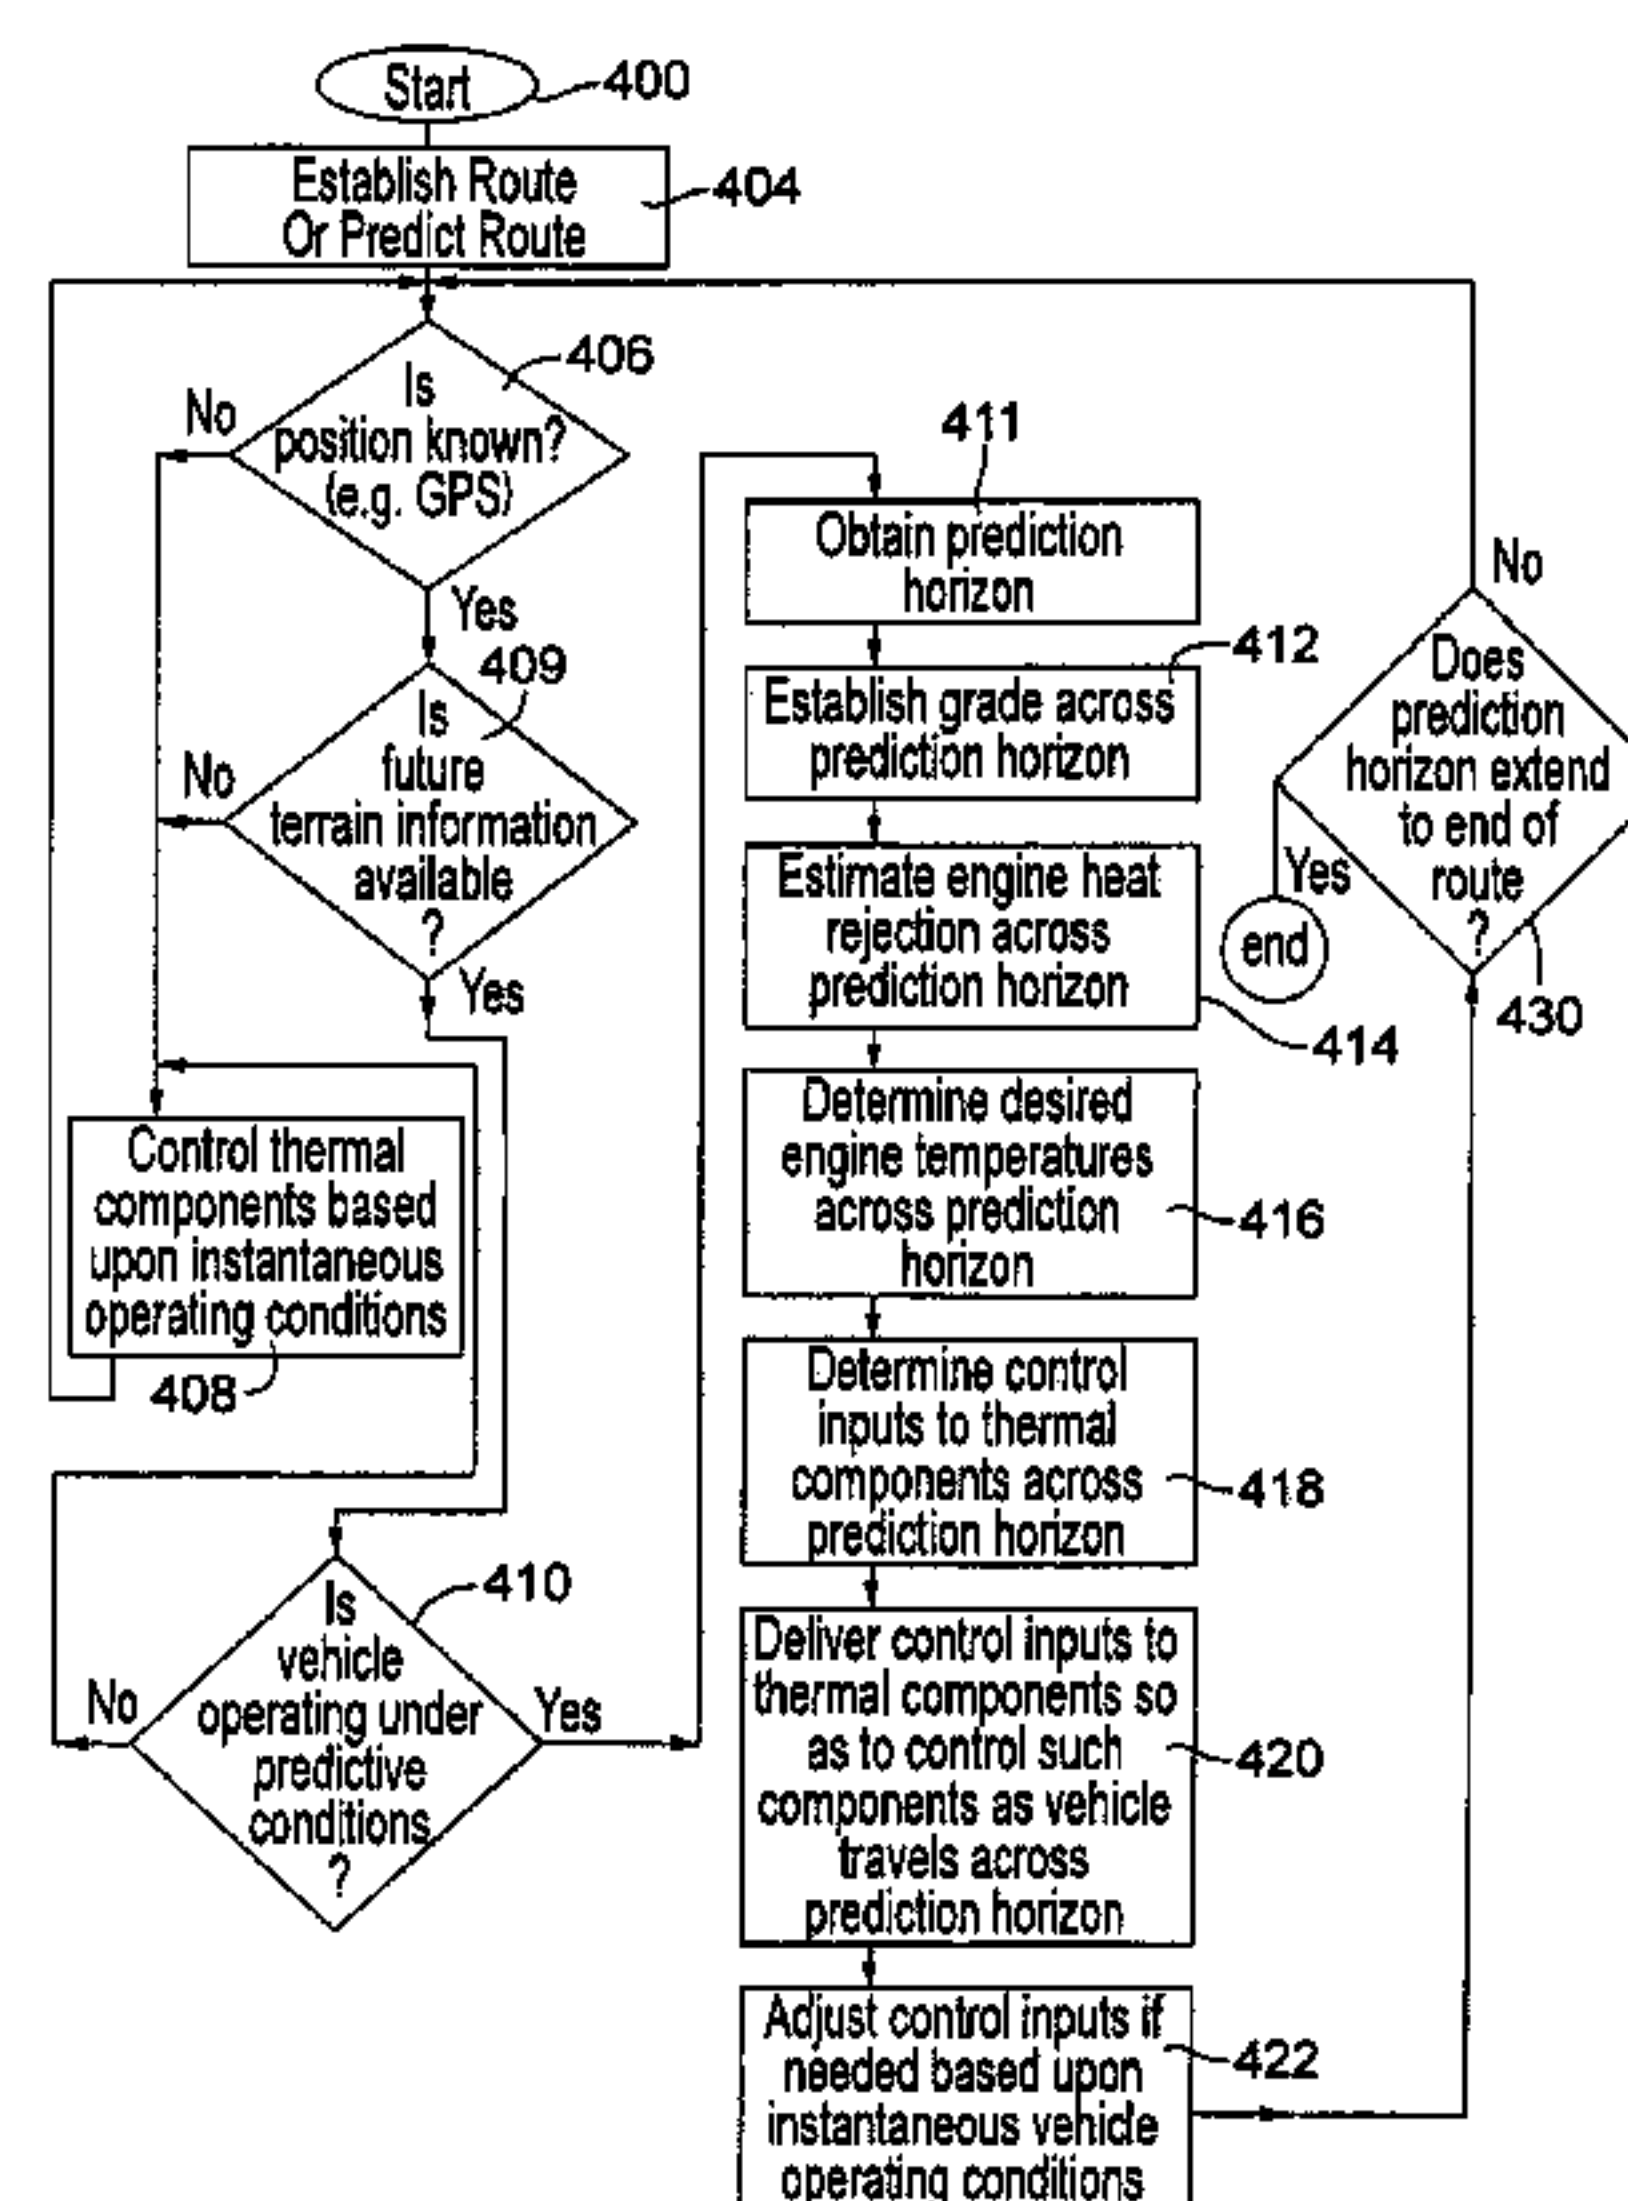 Start
400
Establish Route
Or Predict Route
404
Is
position known?
(e.g. GPS)
406
No
Yes
409
Is
future
terrain information
available
?
No
Yes
Control thermal
components based
upon instantaneous
operating conditions
408
410
Is
vehicle
operating under
predictive
conditions
?
No
Yes
411
Obtain prediction
horizon
412
Establish grade across
prediction horizon
Estimate engine heat
rejection across
prediction horizon
414
Determine desired
engine temperatures
across prediction
horizon
416
Determine control
inputs to thermal
components across
prediction horizon
418
Deliver control inputs to
thermal components so
as to control such
components as vehicle
travels across
prediction horizon
420
Adjust control inputs if
needed based upon
instantaneous vehicle
operating conditions
422
No
Does
prediction
horizon extend
to end of
route
?
Yes
end
430